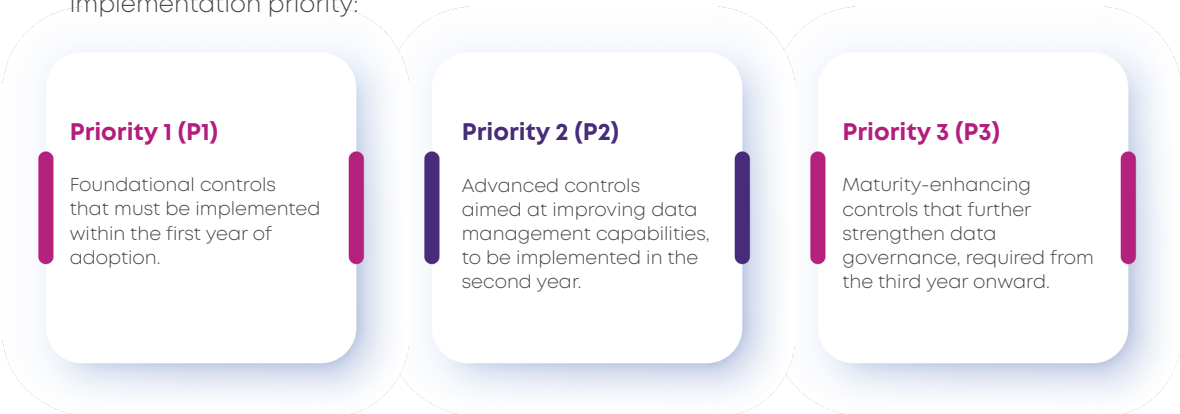 implementation priority:
Priority 1 (P1)
Foundational controls
that must be implemented
within the first year of
adoption.
Priority 2 (P2)
Advanced controls
aimed at improving data
management capabilities,
to be implemented in the
second year.
Priority 3 (P3)
Maturity-enhancing
controls that further
strengthen data
governance, required from
the third year onward.